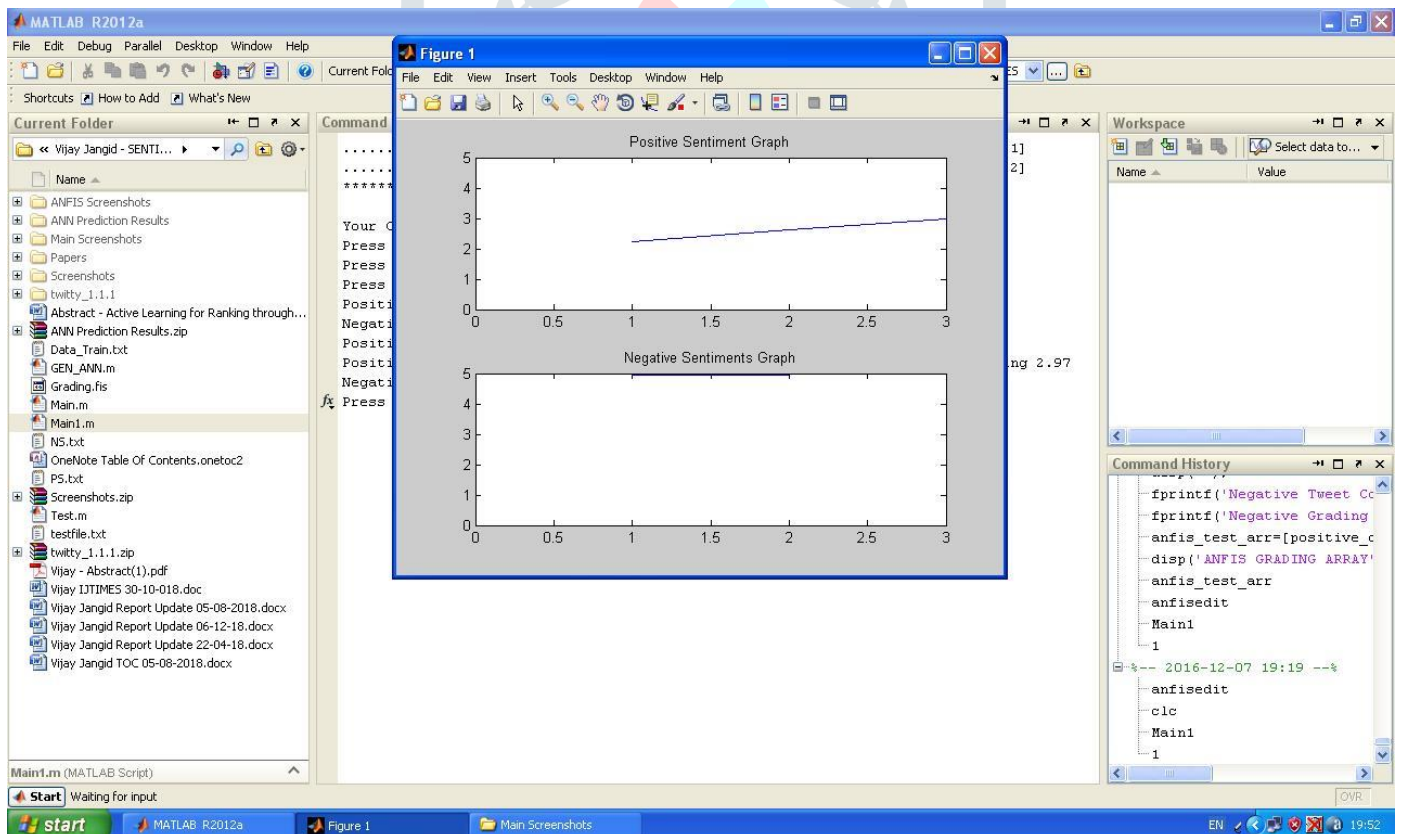 MATLAB R2012a
File Edit Debug Parallel Desktop Window Help
Current Fold
ES
Shortcuts How to Add What's New
Current Folder
« Vijay Jangid - SENTI...
Name
ANFIS Screenshots
ANN Prediction Results
Main Screenshots
Papers
Screenshots
twitty_1.1.1
Abstract - Active Learning for Ranking through...
ANN Prediction Results.zip
Data_Train.txt
GEN_ANN.m
Grading.fis
Main.m
Main1.m
NS.txt
OneNote Table Of Contents.onetoc2
PS.txt
Screenshots.zip
Test.m
testfile.txt
twitty_1.1.1.zip
Vijay - Abstract(1).pdf
Vijay IJTIMES 30-10-018.doc
Vijay Jangid Report Update 05-08-2018.docx
Vijay Jangid Report Update 06-12-18.docx
Vijay Jangid Report Update 22-04-18.docx
Vijay Jangid TOC 05-08-2018.docx
Main1.m (MATLAB Script)
Command
...... 1]
...... 2]
******
Your C
Press
Press
Press
Positi
Negati
Positi
Positi ng 2.97
Negati
fx Press
Figure 1
File Edit View Insert Tools Desktop Window Help
Positive Sentiment Graph
5
4
3
2
1
0
0 0.5 1 1.5 2 2.5 3
Negative Sentiments Graph
5
4
3
2
1
0
0 0.5 1 1.5 2 2.5 3
Workspace
Select data to...
Name Value
Command History
fprintf('Negative Tweet Co
fprintf('Negative Grading
anfis_test_arr=[positive_c
disp('ANFIS GRADING ARRAY'
anfis_test_arr
anfisedit
Main1
1
%-- 2016-12-07 19:19 --%
anfisedit
clc
Main1
1
Start Waiting for input
OVR
start MATLAB R2012a Figure 1 Main Screenshots EN 19:52